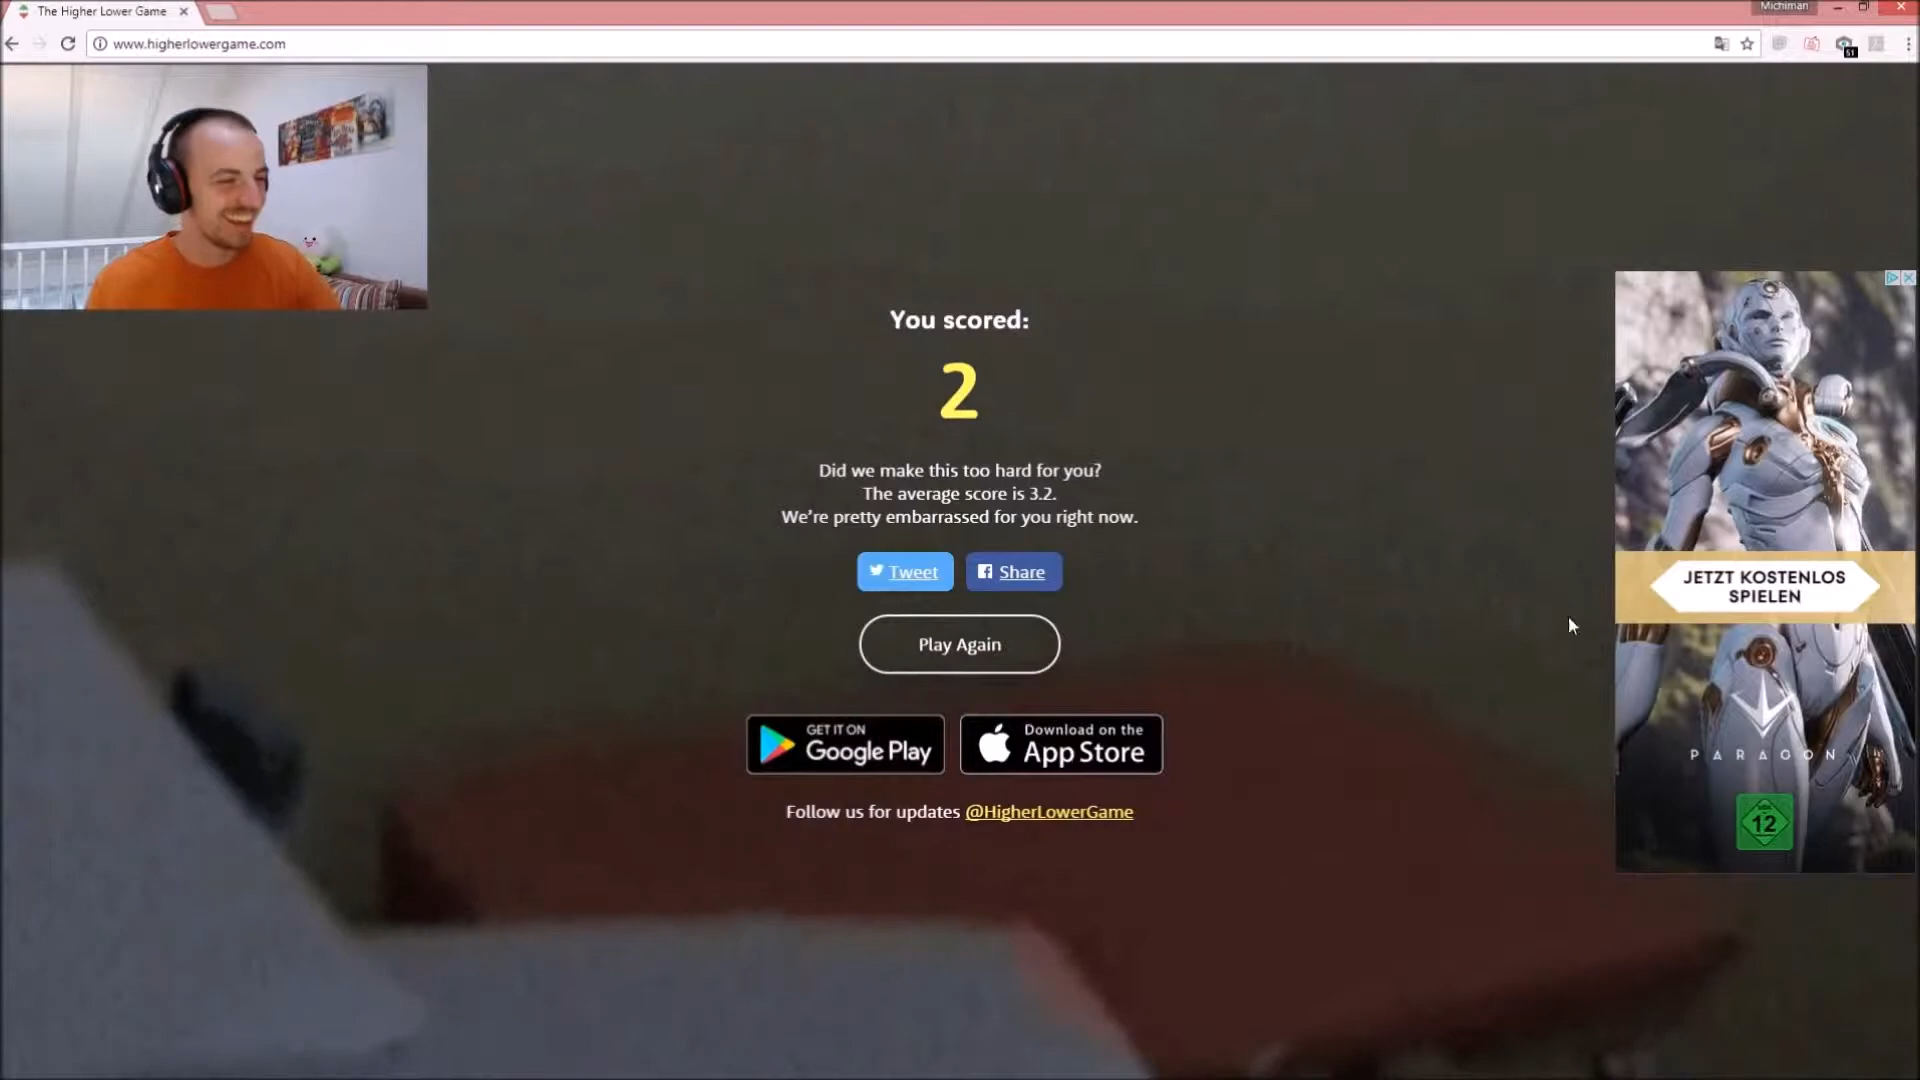 The Higher Lower Game
Michiman
www.higherlowergame.com
51
You scored:
2
Did we make this too hard for you?
The average score is 3.2.
We're pretty embarrassed for you right now.
Tweet
Share
Play Again
GET IT ON
Google Play
Download on the
App Store
Follow us for updates @HigherLowerGame
JETZT KOSTENLOS
SPIELEN
PARAGON
12